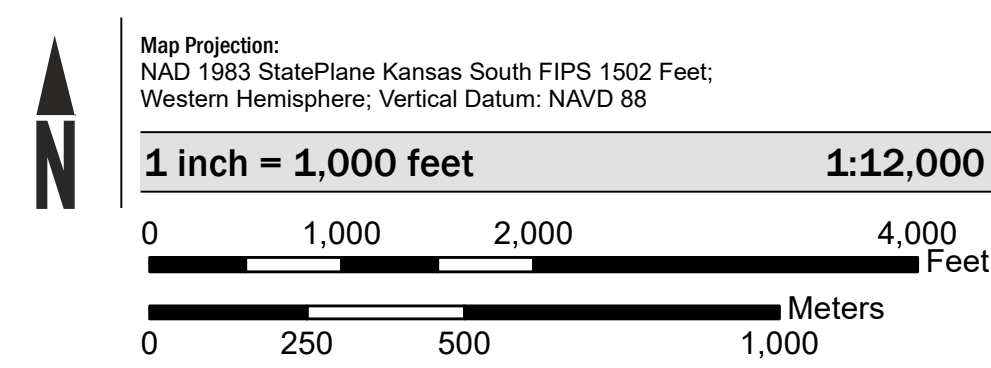 N
Map Projection:
NAD 1983 StatePlane Kansas South FIPS 1502 Feet;
Western Hemisphere; Vertical Datum: NAVD 88
1 inch = 1,000 feet 1:12,000
0 1,000 2,000 4,000
Feet
Meters
0 250 500 1,000